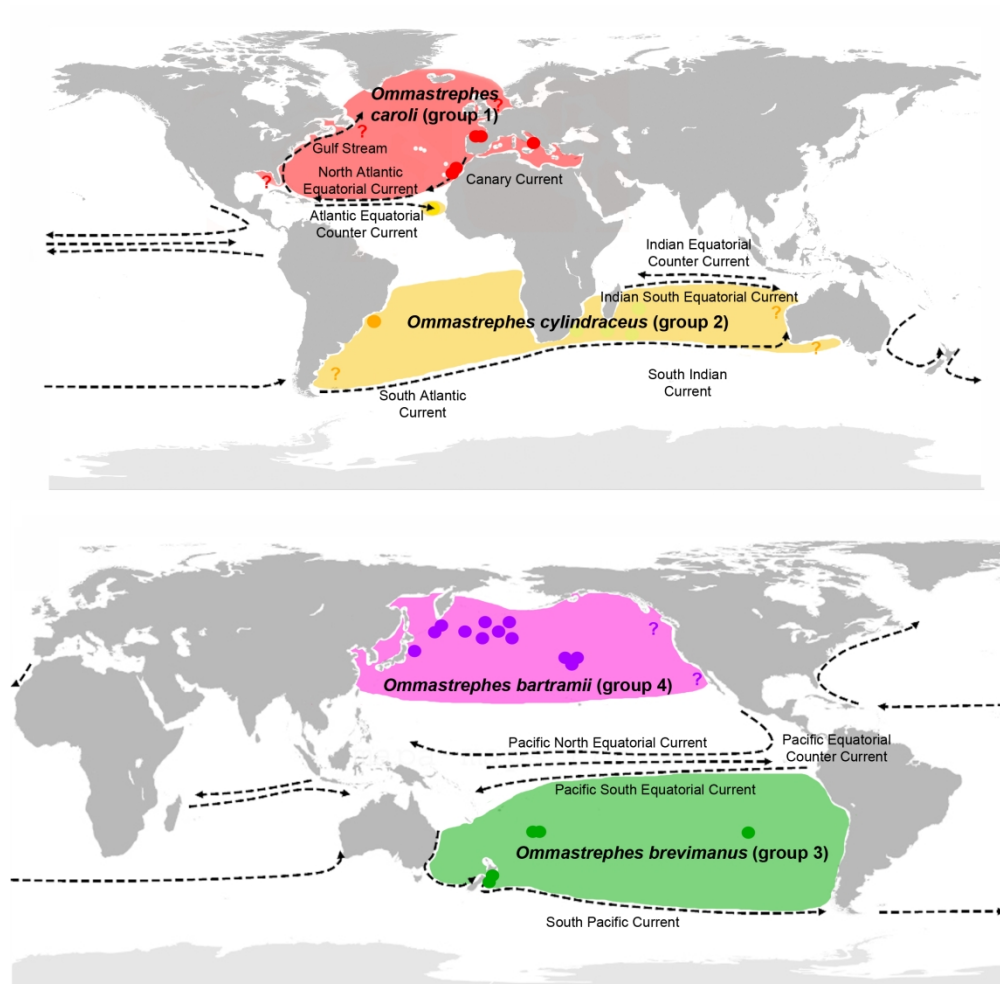 Ommastrephes
caroli (group 1)
?
?
Gulf Stream
?
North Atlantic
Equatorial Current
Canary Current
Atlantic Equatorial
Counter Current
Indian Equatorial
Counter Current
Indian South Equatorial Current
?
Ommastrephes cylindraceus (group 2)
?
?
South Atlantic
Current
South Indian
Current
?
?
Ommastrephes bartramii (group 4)
Pacific North Equatorial Current
Pacific Equatorial
Counter Current
Pacific South Equatorial Current
Ommastrephes brevimanus (group 3)
South Pacific Current